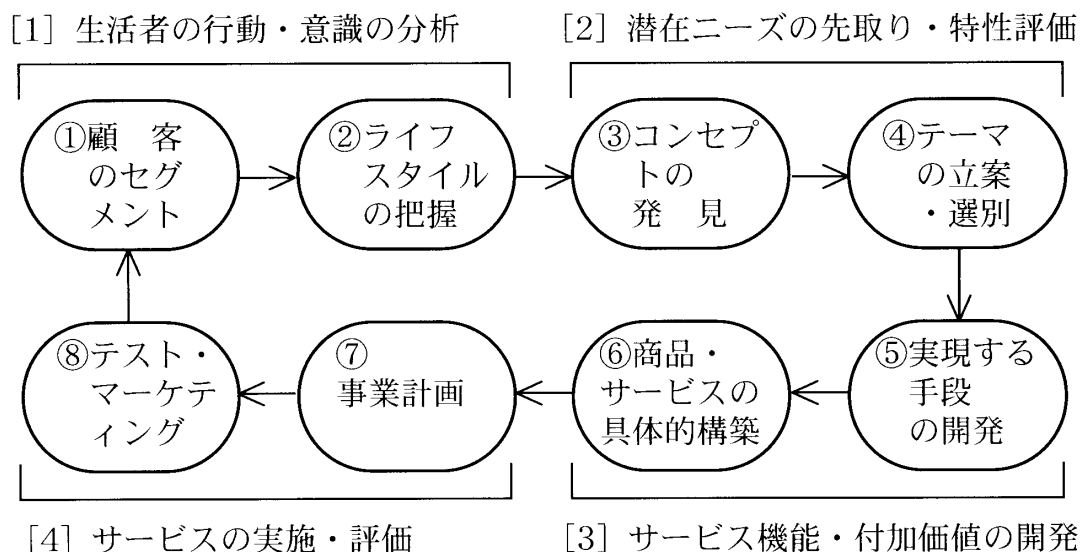 [1] 生活者の行動・意識の分析
[2] 潜在ニーズの先取り・特性評価
①顧　客
のセグ
メント
②ライフ
スタイル
の把握
③コンセプ
トの
発　見
④テーマ
の立案
・選別
⑤実現する
手段
の開発
⑥商品・
サービスの
具体的構築
⑦
事業計画
⑧テスト・
マーケテ
ィング
[4] サービスの実施・評価
[3] サービス機能・付加価値の開発